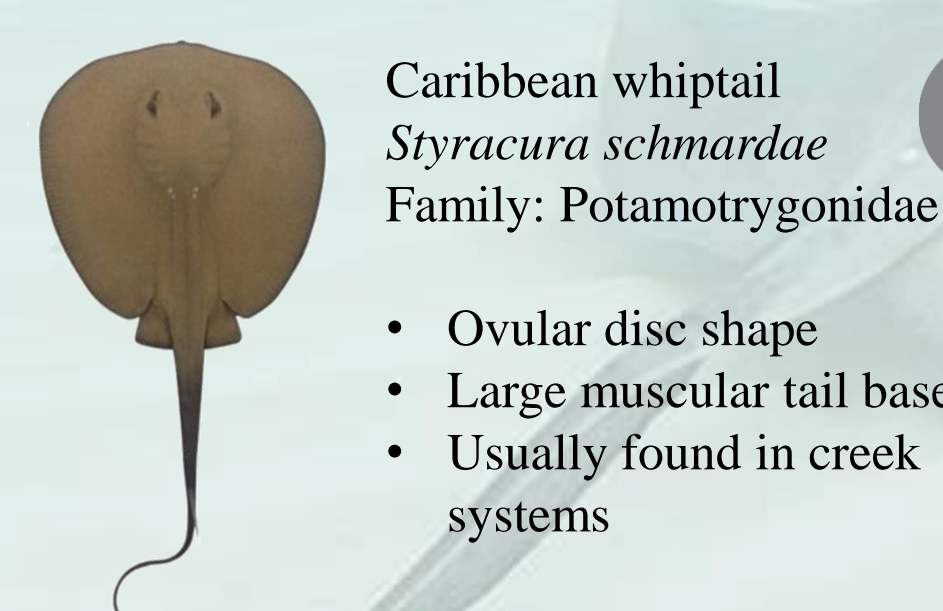 Caribbean whiptail
Styracura schmardae
Family: Potamotrygonidae
• Ovular disc shape
• Large muscular tail base
• Usually found in creek
systems